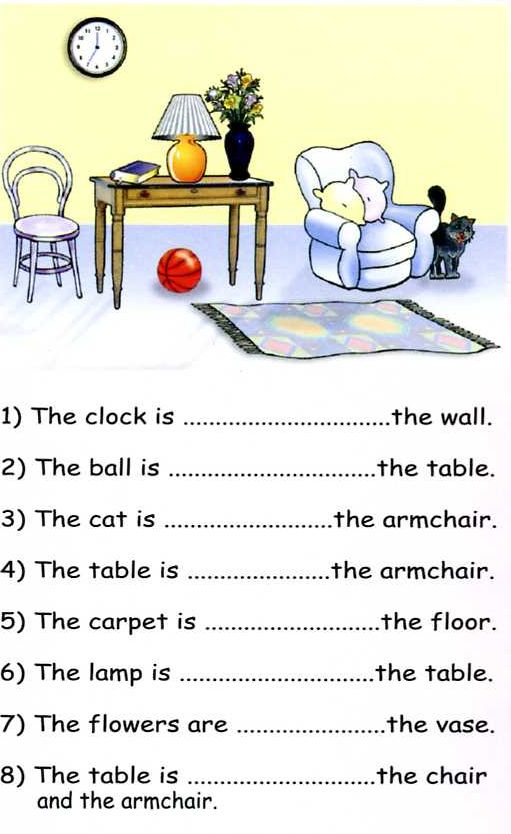 1) The clock is ..............................the wall.
2) The ball is ..............................the table.
3) The cat is ........................the armchair.
4) The table is ....................the armchair.
5) The carpet is .........................the floor.
6) The lamp is ............................the table.
7) The flowers are .....................the vase.
8) The table is ...........................the chair
and the armchair.